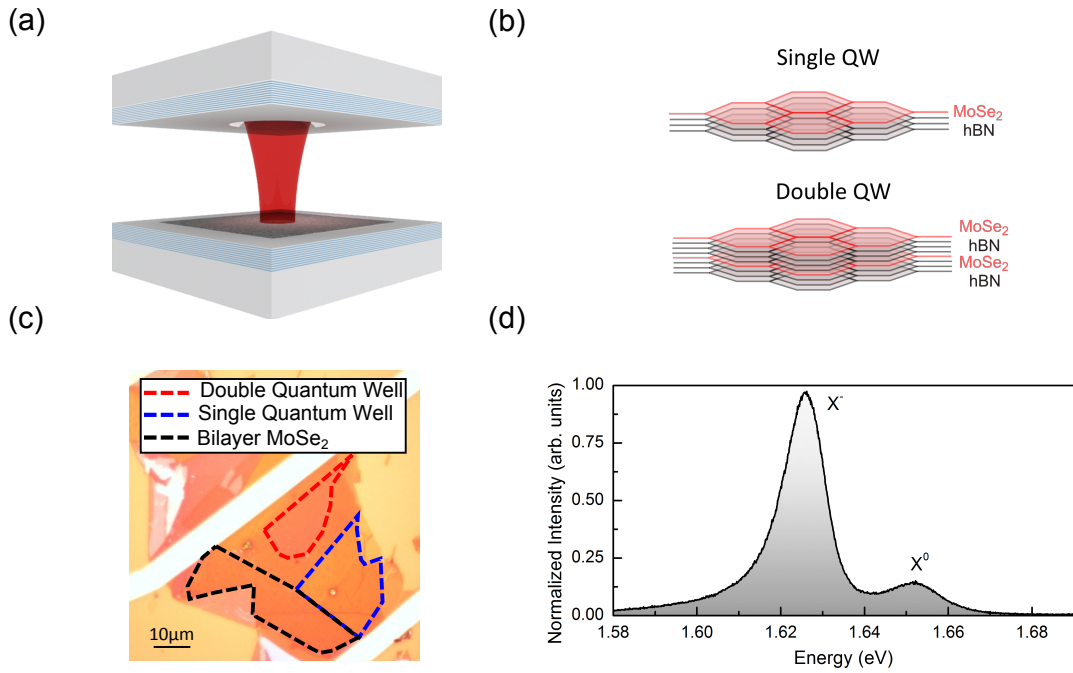 (a)
(b)
Single QW
MoSe₂
hBN
Double QW
MoSe₂
hBN
MoSe₂
hBN
(c)
Double Quantum Well
Single Quantum Well
Bilayer MoSe₂
10μm
(d)
Normalized Intensity (arb. units)
1.00
0.75
0.50
0.25
0.00
X⁻
X⁰
1.58 1.60 1.62 1.64 1.66 1.68
Energy (eV)